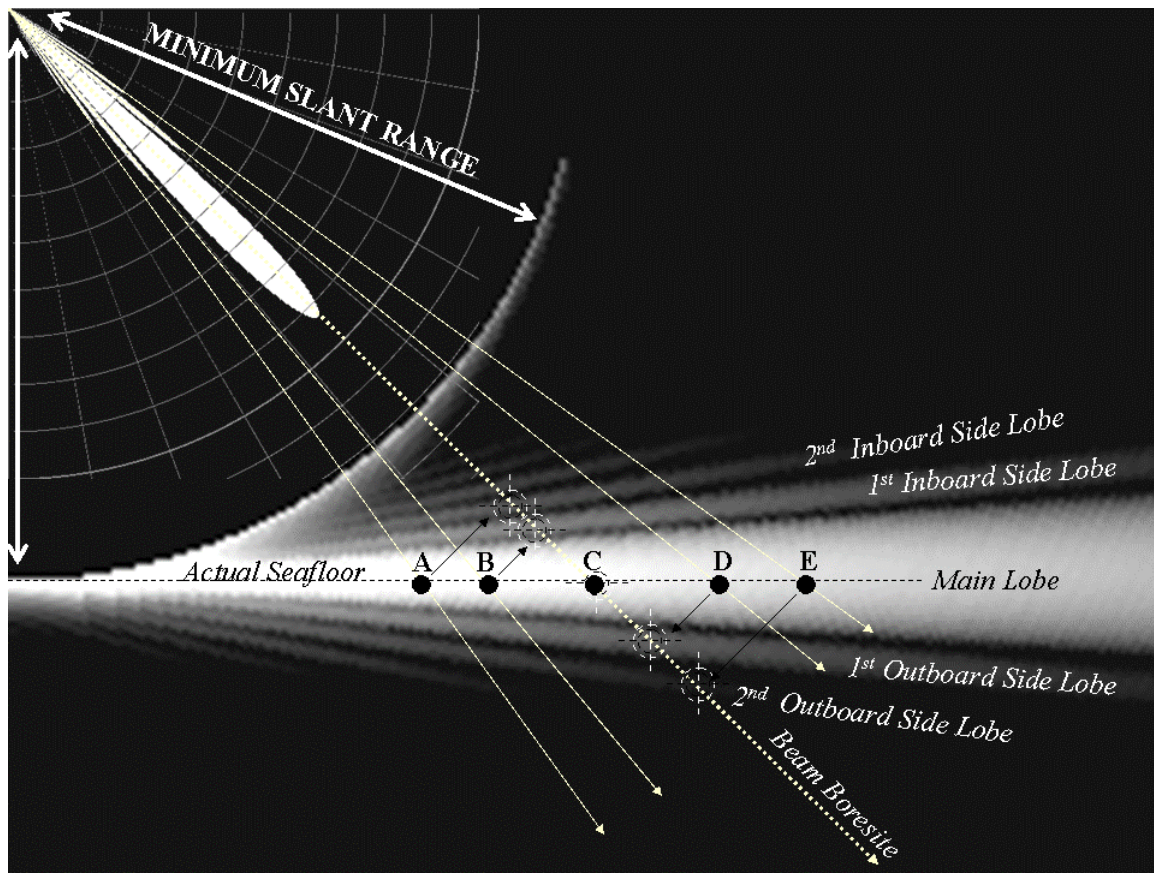 MINIMUM SLANT RANGE
2nd Inboard Side Lobe
1st Inboard Side Lobe
A B C D E
Actual Seafloor
Main Lobe
1st Outboard Side Lobe
2nd Outboard Side Lobe
Beam Boresite